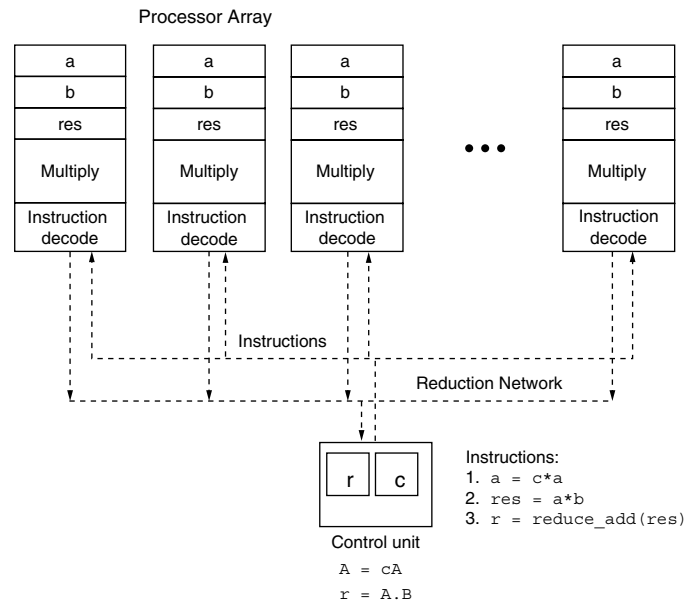 Processor Array
a a a a
b b b b
res res res res
Multiply Multiply Multiply Multiply
Instruction Instruction Instruction Instruction
decode decode decode decode
Instructions
Reduction Network
r c
Control unit
A = cA
r = A.B
Instructions:
1. a = c*a
2. res = a*b
3. r = reduce_add(res)